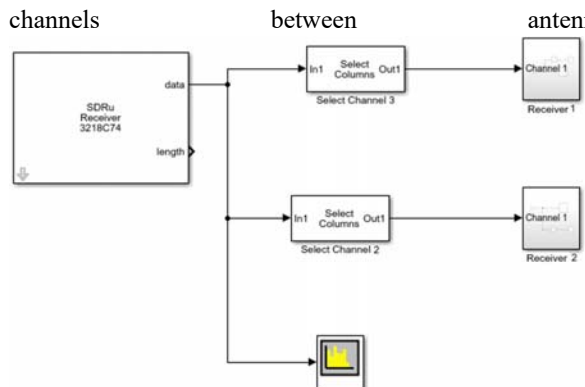 channels between
data
SDRu
Receiver
3218C74
length
In1 Select Columns Out1
Select Channel 3
Channel 1
Receiver 1
In1 Select Columns Out1
Select Channel 2
Channel 1
Receiver 2